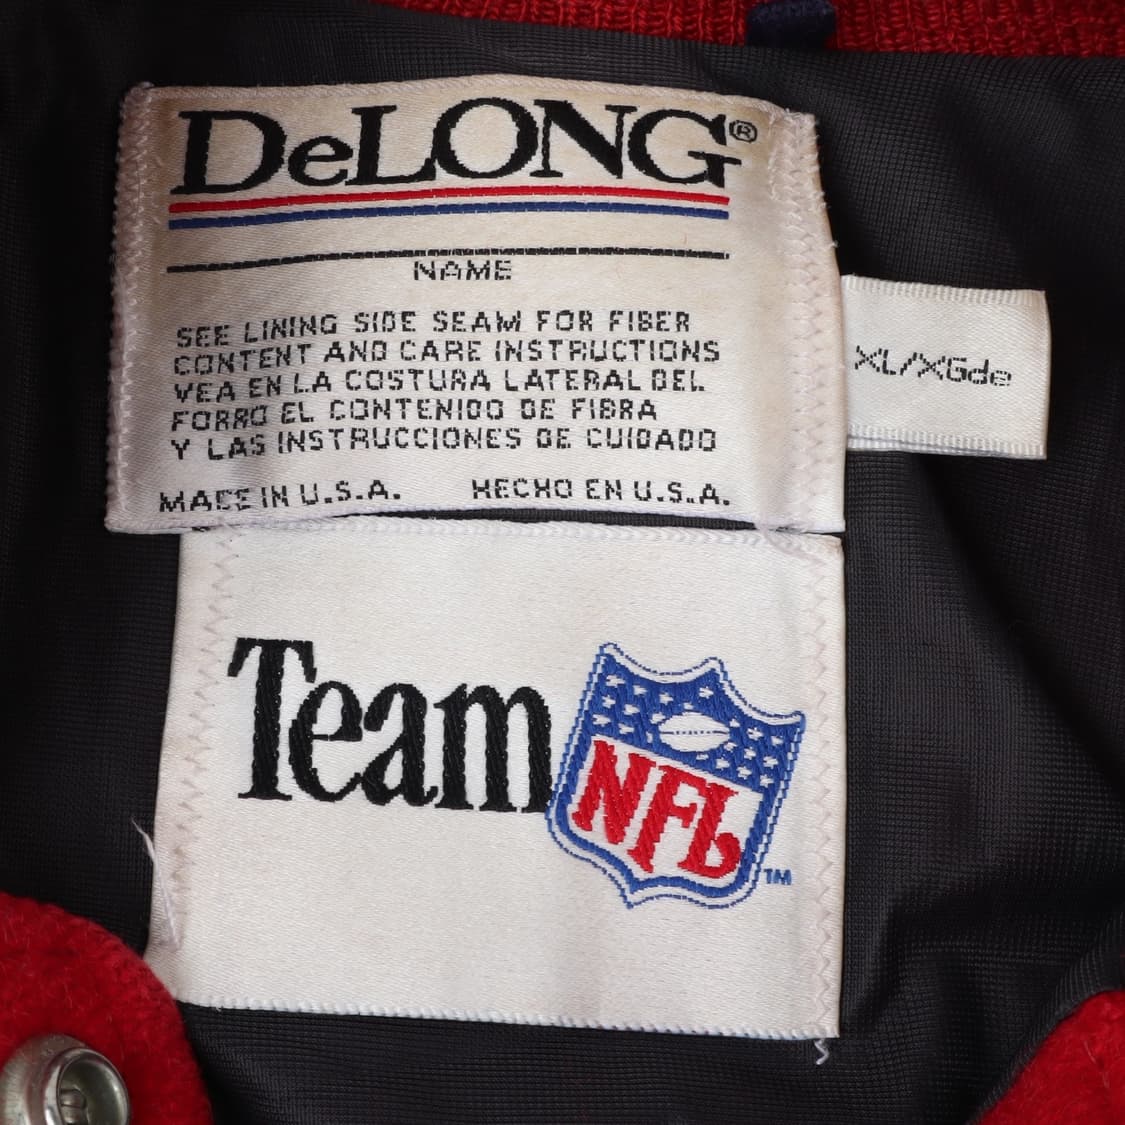 DeLONG®
NAME
SEE LINING SIDE SEAM FOR FIBER
CONTENT AND CARE INSTRUCTIONS
VEA EN LA COSTURA LATERAL DEL
FORRO EL CONTENIDO DE FIBRA
Y LAS INSTRUCCIONES DE CUIDADO
MADE IN U.S.A. HECHO EN U.S.A.
XL/XGde
Team NFL TM